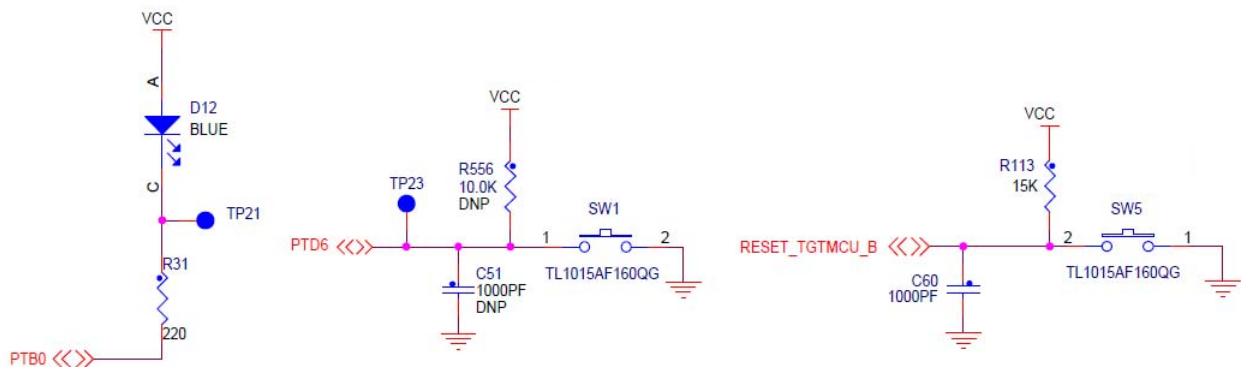 VCC
A
D12
BLUE
C
TP21
R31
220
PTB0
VCC
R556
10.0K
DNP
TP23
SW1
PTD6
1
2
TL1015AF160QG
C51
1000PF
DNP
VCC
R113
15K
SW5
RESET_TGTMCU_B
2
1
TL1015AF160QG
C60
1000PF